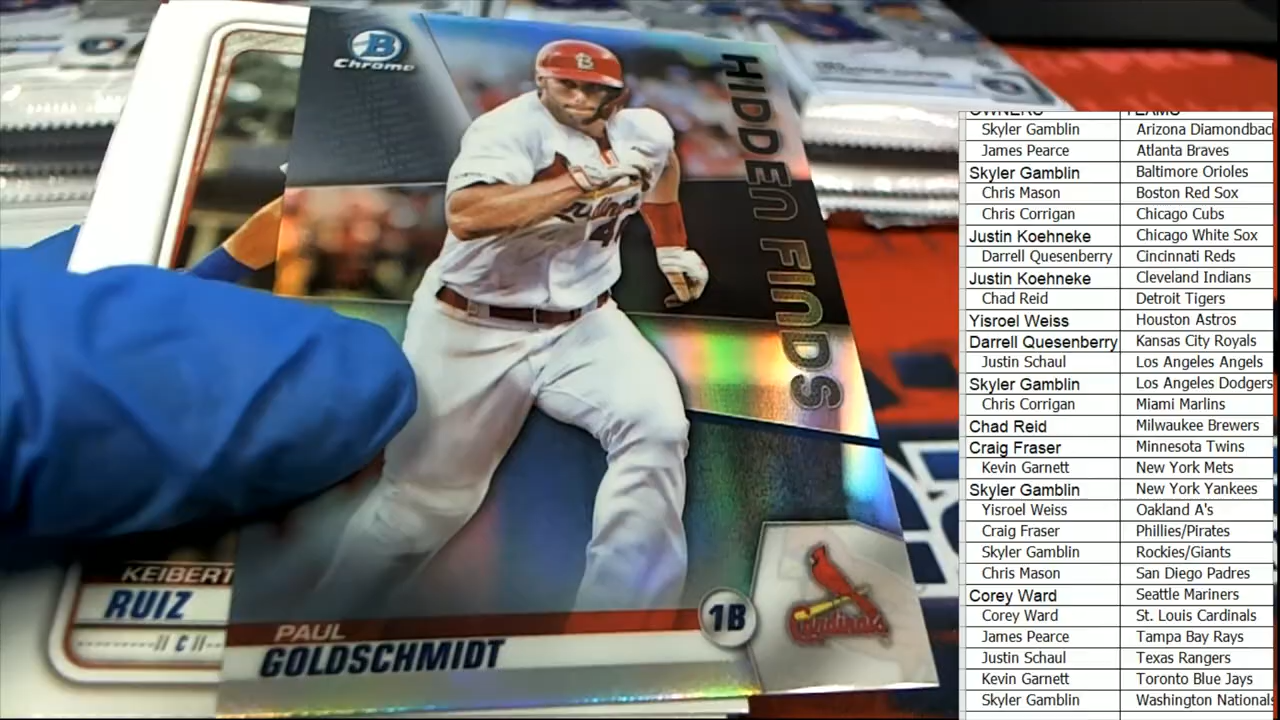 B
Chrome
HIDDEN FINDS
Cardinals
KEIBERT
RUIZ
C
PAUL
GOLDSCHMIDT
1B
Cardinals
OWNERS TEAMS
Skyler Gamblin Arizona Diamondbac
James Pearce Atlanta Braves
Skyler Gamblin Baltimore Orioles
Chris Mason Boston Red Sox
Chris Corrigan Chicago Cubs
Justin Koehneke Chicago White Sox
Darrell Quesenberry Cincinnati Reds
Justin Koehneke Cleveland Indians
Chad Reid Detroit Tigers
Yisroel Weiss Houston Astros
Darrell Quesenberry Kansas City Royals
Justin Schaul Los Angeles Angels
Skyler Gamblin Los Angeles Dodgers
Chris Corrigan Miami Marlins
Chad Reid Milwaukee Brewers
Craig Fraser Minnesota Twins
Kevin Garnett New York Mets
Skyler Gamblin New York Yankees
Yisroel Weiss Oakland A's
Craig Fraser Phillies/Pirates
Skyler Gamblin Rockies/Giants
Chris Mason San Diego Padres
Corey Ward Seattle Mariners
Corey Ward St. Louis Cardinals
James Pearce Tampa Bay Rays
Justin Schaul Texas Rangers
Kevin Garnett Toronto Blue Jays
Skyler Gamblin Washington Nationals